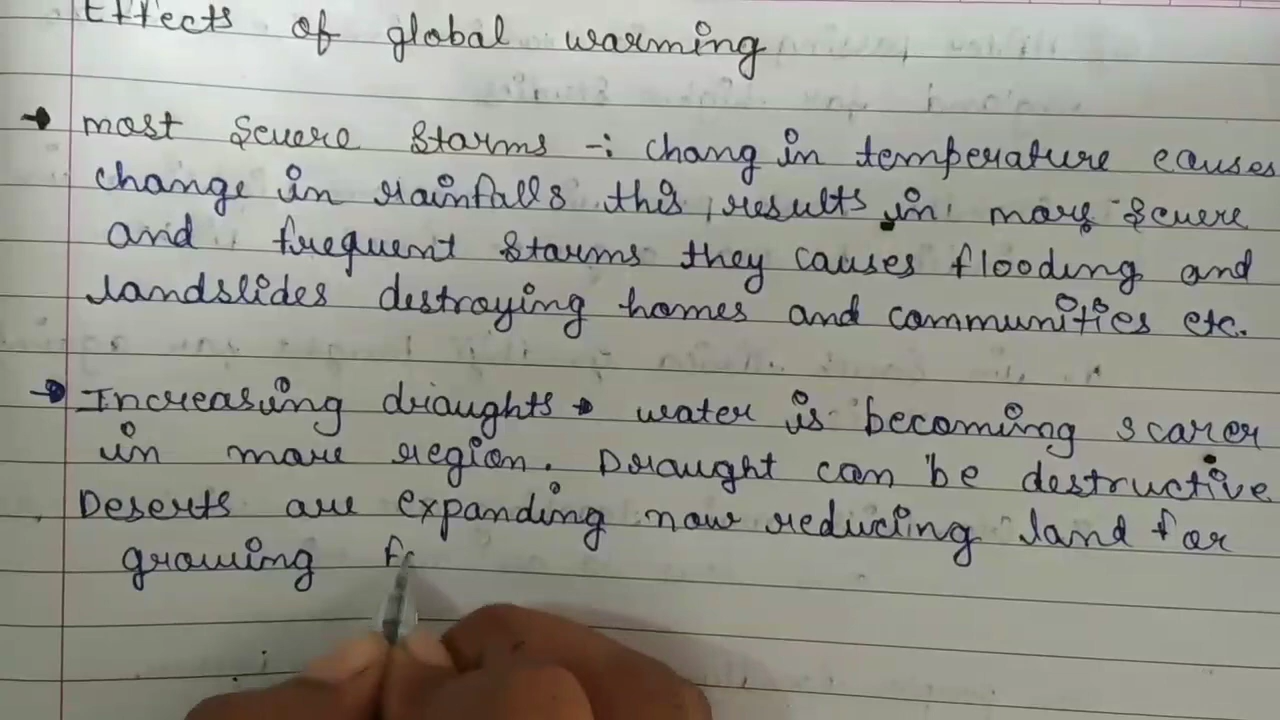 Effects of global warming
→ most severe storms -: chang in temperature causes
change in rainfalls this results in more severe
and frequent storms they causes flooding and
landslides destroying homes and communities etc.
→ Increasing draughts → water is becoming scarer
in more region. Draught can be destructive
Deserts are expanding now reducing land for
growing fo